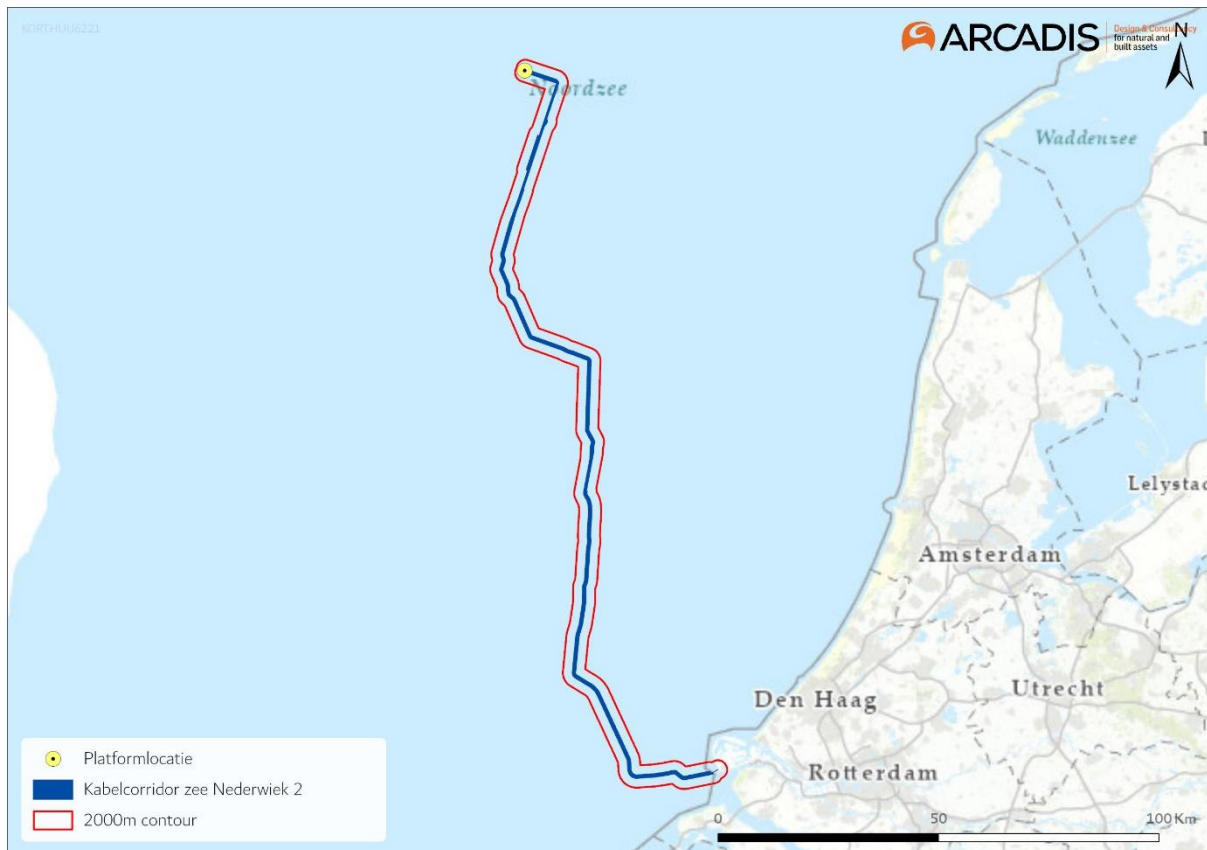 KORTHUU6221
ARCADIS
Design & Consultancy
for natural and
built assets
N
Noordzee
Waddenzee
Lelystad
Amsterdam
Utrecht
Den Haag
Rotterdam
Platformlocatie
Kabelcorridor zee Nederwiek 2
2000m contour
0
50
100 Km